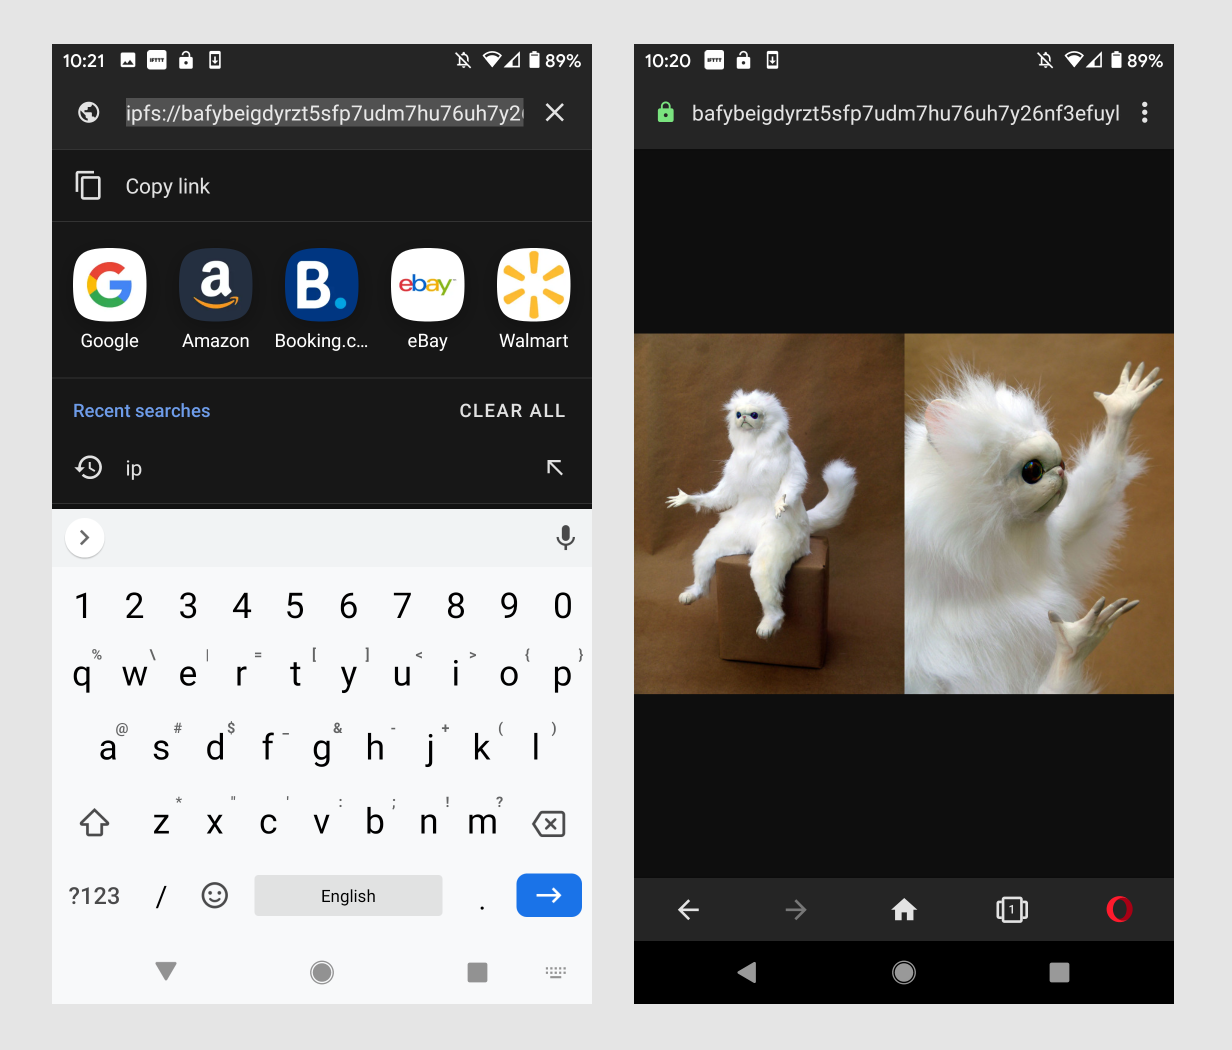 10:21 IFTTT 89%
ipfs://bafybeigdyrzt5sfp7udm7hu76uh7y2
Copy link
G a B. ebay
Google Amazon Booking.c... eBay Walmart
Recent searches CLEAR ALL
ip
1 2 3 4 5 6 7 8 9 0
% \ | = [ ] < > { }
q w e r t y u i o p
@ # $ _ & - + ( )
a s d f g h j k l
* " ' : ; ! ?
z x c v b n m
?123 / English .
10:20 IFTTT 89%
bafybeigdyrzt5sfp7udm7hu76uh7y26nf3efuyl
1